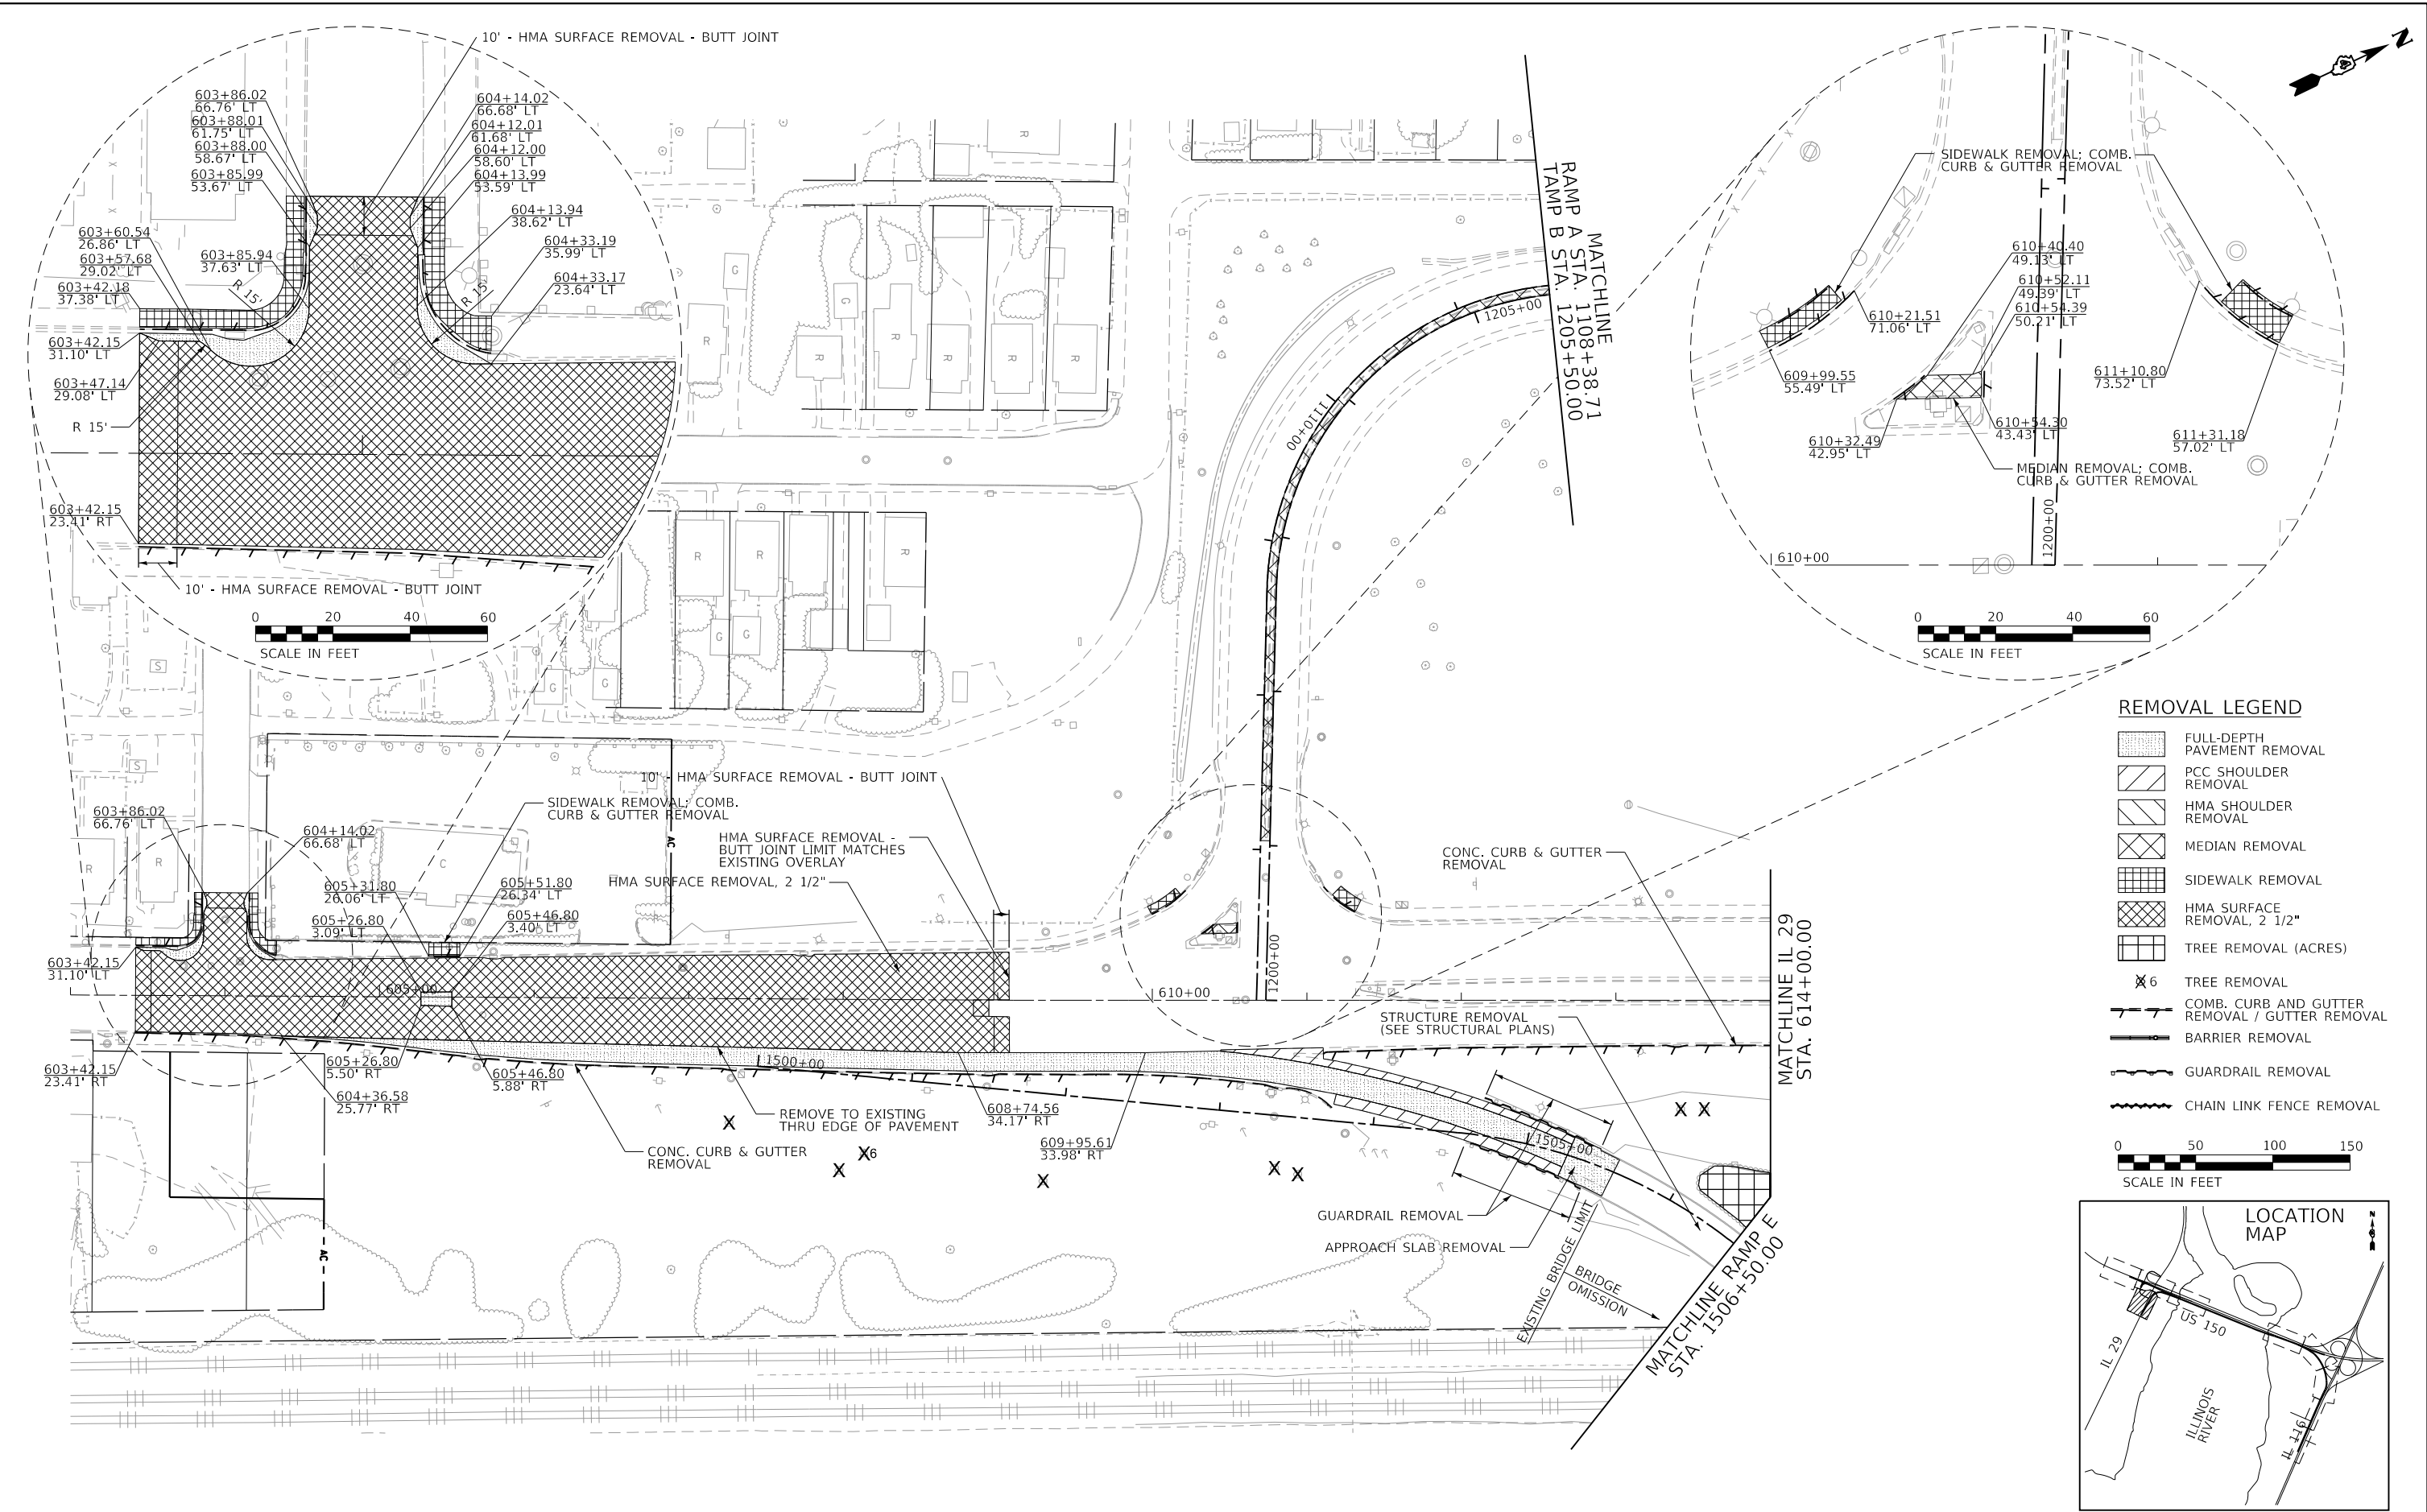 10' - HMA SURFACE REMOVAL - BUTT JOINT
603+86.02
66.76' LT
603+88.01
61.75' LT
603+88.00
58.67' LT
603+85.99
53.67' LT
604+14.02
66.68' LT
604+12.01
61.68' LT
604+12.00
58.60' LT
604+13.99
53.59' LT
604+13.94
38.62' LT
604+33.19
35.99' LT
604+33.17
23.64' LT
603+60.54
26.86' LT
603+57.68
29.02' LT
603+42.18
37.38' LT
603+85.94
37.63' LT
R 15'
R 15'
603+42.15
31.10' LT
603+47.14
29.08' LT
R 15'
603+42.15
23.41' RT
10' - HMA SURFACE REMOVAL - BUTT JOINT
0 20 40 60
SCALE IN FEET
R
G
R
G
R
R
R
R
R
R
R
G
G
G
G
S
S
R
R
C
AC
AC
MATCHLINE
RAMP A STA. 1108+38.71
TAMP B STA. 1205+50.00
1205+00
1110+00
N
SIDEWALK REMOVAL; COMB.
CURB & GUTTER REMOVAL
610+40.40
49.13' LT
610+52.11
49.39' LT
610+54.39
50.21' LT
610+21.51
71.06' LT
609+99.55
55.49' LT
611+10.80
73.52' LT
610+32.49
42.95' LT
610+54.30
43.43' LT
611+31.18
57.02' LT
MEDIAN REMOVAL; COMB.
CURB & GUTTER REMOVAL
1200+00
610+00
0 20 40 60
SCALE IN FEET
REMOVAL LEGEND
FULL-DEPTH
PAVEMENT REMOVAL
PCC SHOULDER
REMOVAL
HMA SHOULDER
REMOVAL
MEDIAN REMOVAL
SIDEWALK REMOVAL
HMA SURFACE
REMOVAL, 2 1/2"
TREE REMOVAL (ACRES)
6 TREE REMOVAL
COMB. CURB AND GUTTER
REMOVAL / GUTTER REMOVAL
BARRIER REMOVAL
GUARDRAIL REMOVAL
CHAIN LINK FENCE REMOVAL
0 50 100 150
SCALE IN FEET
10' - HMA SURFACE REMOVAL - BUTT JOINT
SIDEWALK REMOVAL; COMB.
CURB & GUTTER REMOVAL
HMA SURFACE REMOVAL -
BUTT JOINT LIMIT MATCHES
EXISTING OVERLAY
HMA SURFACE REMOVAL, 2 1/2"
603+86.02
66.76' LT
604+14.02
66.68' LT
605+31.80
26.06' LT
605+51.80
26.34' LT
605+26.80
3.09' LT
605+46.80
3.40' LT
603+42.15
31.10' LT
605+00
610+00
1200+00
CONC. CURB & GUTTER
REMOVAL
STRUCTURE REMOVAL
(SEE STRUCTURAL PLANS)
MATCHLINE IL 29
STA. 614+00.00
603+42.15
23.41' RT
604+36.58
25.77' RT
605+26.80
5.50' RT
605+46.80
5.88' RT
1500+00
REMOVE TO EXISTING
THRU EDGE OF PAVEMENT
608+74.56
34.17' RT
609+95.61
33.98' RT
CONC. CURB & GUTTER
REMOVAL
6
1505+00
GUARDRAIL REMOVAL
APPROACH SLAB REMOVAL
EXISTING BRIDGE LIMIT
BRIDGE
OMISSION
MATCHLINE RAMP E
STA. 1506+50.00
LOCATION
MAP
N
US 150
IL 29
ILLINOIS
RIVER
IL 116